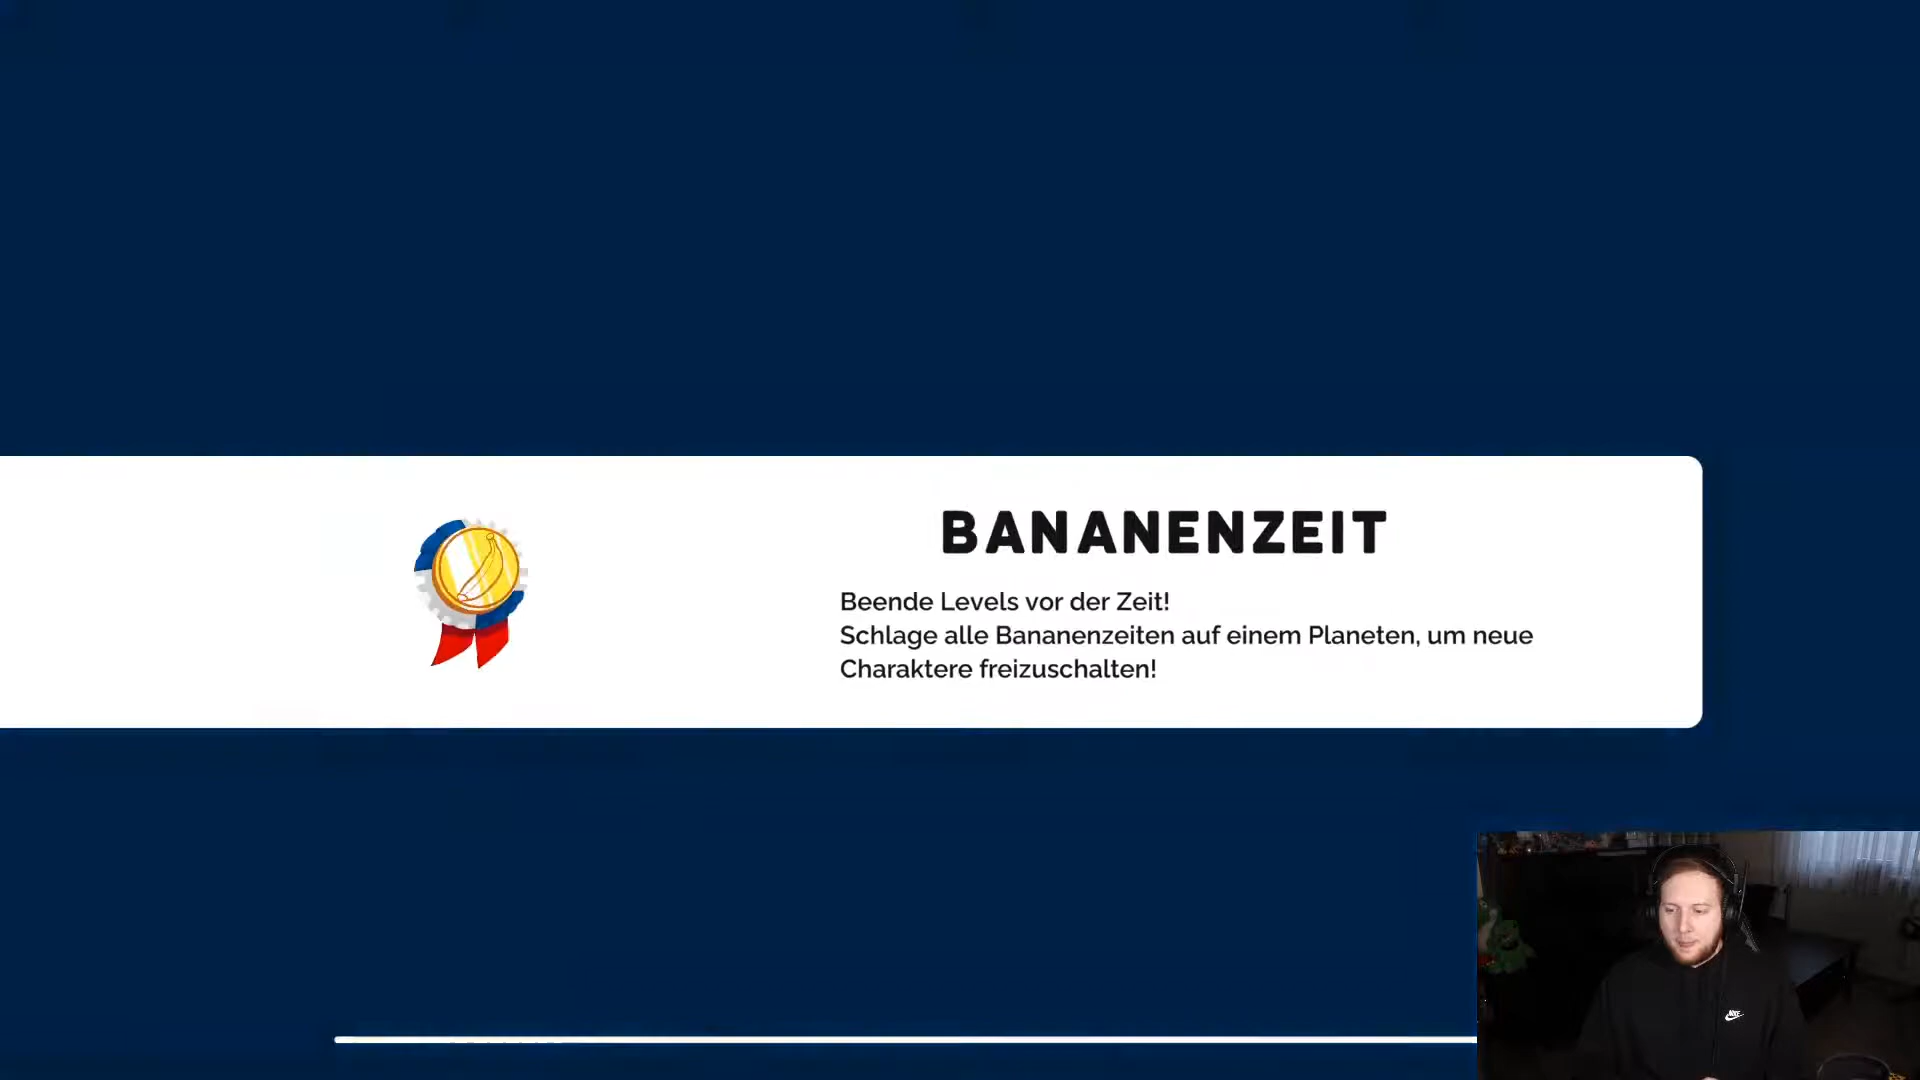 BANANENZEIT
Beende Levels vor der Zeit!
Schlage alle Bananenzeiten auf einem Planeten, um neue
Charaktere freizuschalten!